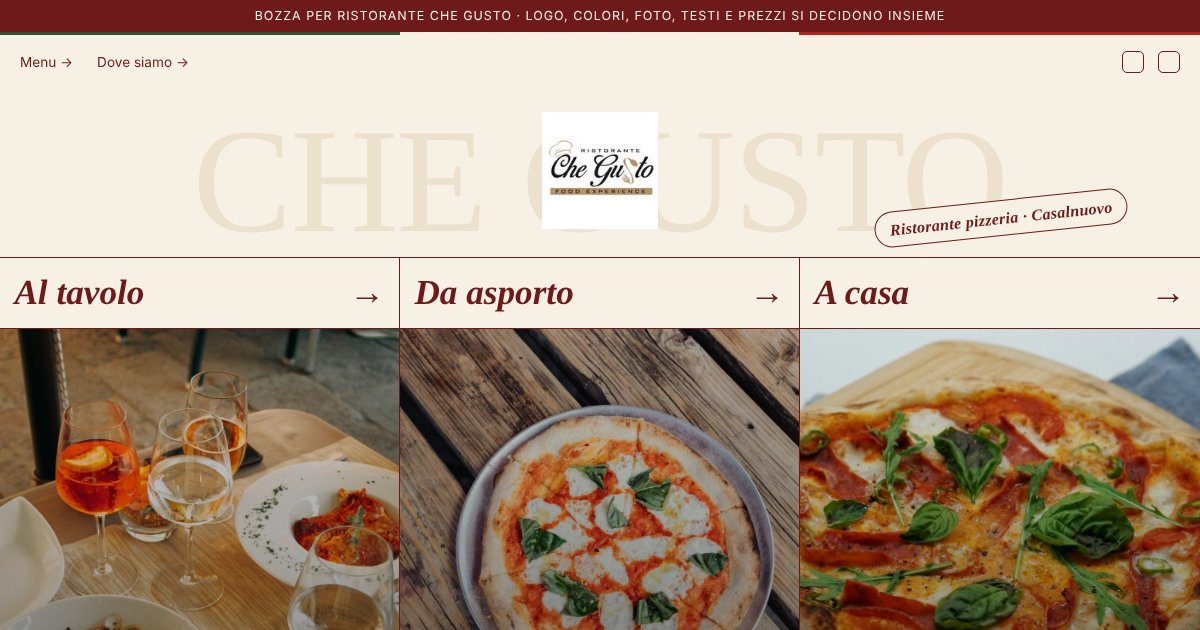 BOZZA PER RISTORANTE CHE GUSTO · LOGO, COLORI, FOTO, TESTI E PREZZI SI DECIDONO INSIEME
Menu → Dove siamo →
CHE GUSTO
RISTORANTE
Che Gusto
FOOD EXPERIENCE
Ristorante pizzeria · Casalnuovo
Al tavolo →
Da asporto →
A casa →